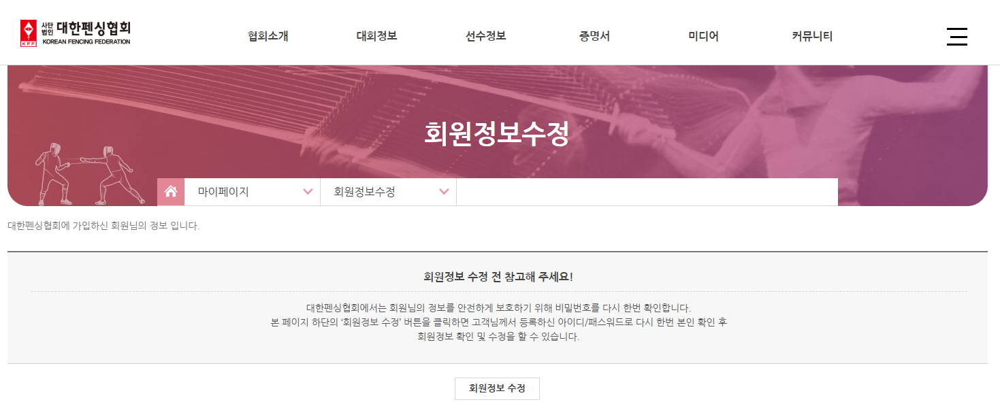 사단법인 대한펜싱협회
KFF KOREAN FENCING FEDERATION
협회소개 대회정보 선수정보 증명서 미디어 커뮤니티
회원정보수정
마이페이지 회원정보수정
대한펜싱협회에 가입하신 회원님의 정보 입니다.
회원정보 수정 전 참고해 주세요!
대한펜싱협회에서는 회원님의 정보를 안전하게 보호하기 위해 비밀번호를 다시 한번 확인합니다.
본 페이지 하단의 ‘회원정보 수정’ 버튼을 클릭하면 고객님께서 등록하신 아이디/패스워드로 다시 한번 본인 확인 후
회원정보 확인 및 수정을 할 수 있습니다.
회원정보 수정